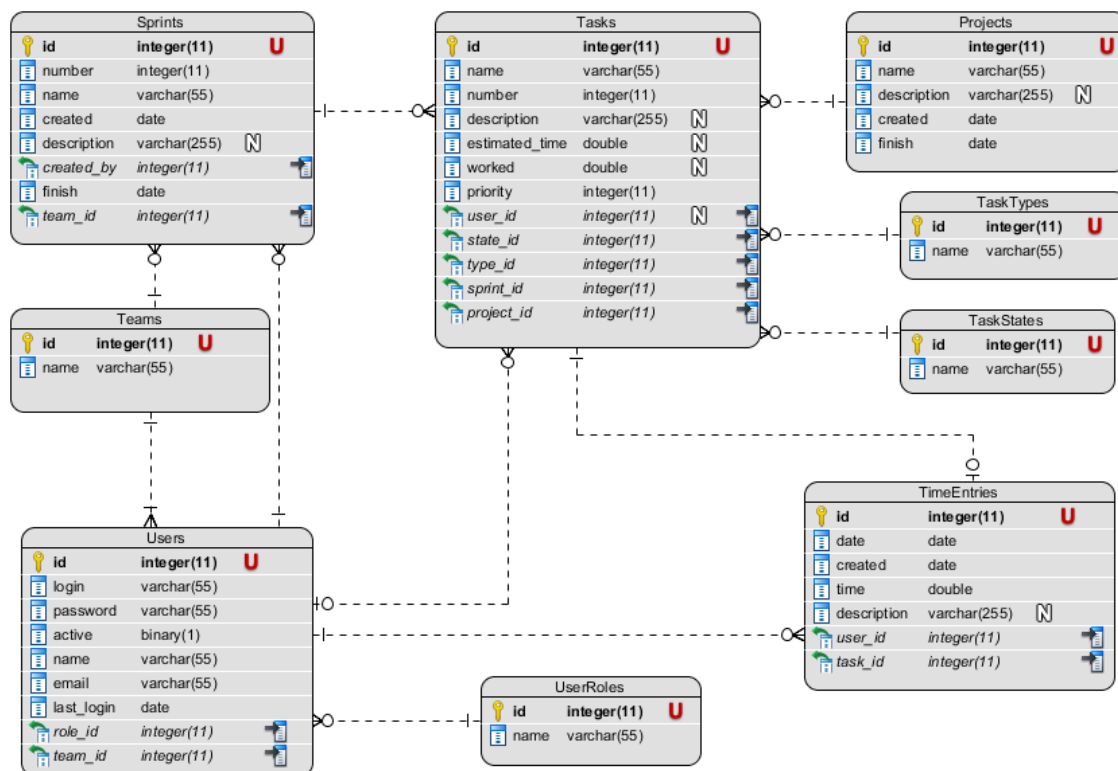 Sprints
id integer(11) U
number integer(11)
name varchar(55)
created date
description varchar(255) N
created_by integer(11)
finish date
team_id integer(11)
Tasks
id integer(11) U
name varchar(55)
number integer(11)
description varchar(255) N
estimated_time double N
worked double N
priority integer(11)
user_id integer(11) N
state_id integer(11)
type_id integer(11)
sprint_id integer(11)
project_id integer(11)
Projects
id integer(11) U
name varchar(55)
description varchar(255) N
created date
finish date
TaskTypes
id integer(11) U
name varchar(55)
TaskStates
id integer(11) U
name varchar(55)
Teams
id integer(11) U
name varchar(55)
TimeEntries
id integer(11) U
date date
created date
time double
description varchar(255) N
user_id integer(11)
task_id integer(11)
Users
id integer(11) U
login varchar(55)
password varchar(55)
active binary(1)
name varchar(55)
email varchar(55)
last_login date
role_id integer(11)
team_id integer(11)
UserRoles
id integer(11) U
name varchar(55)